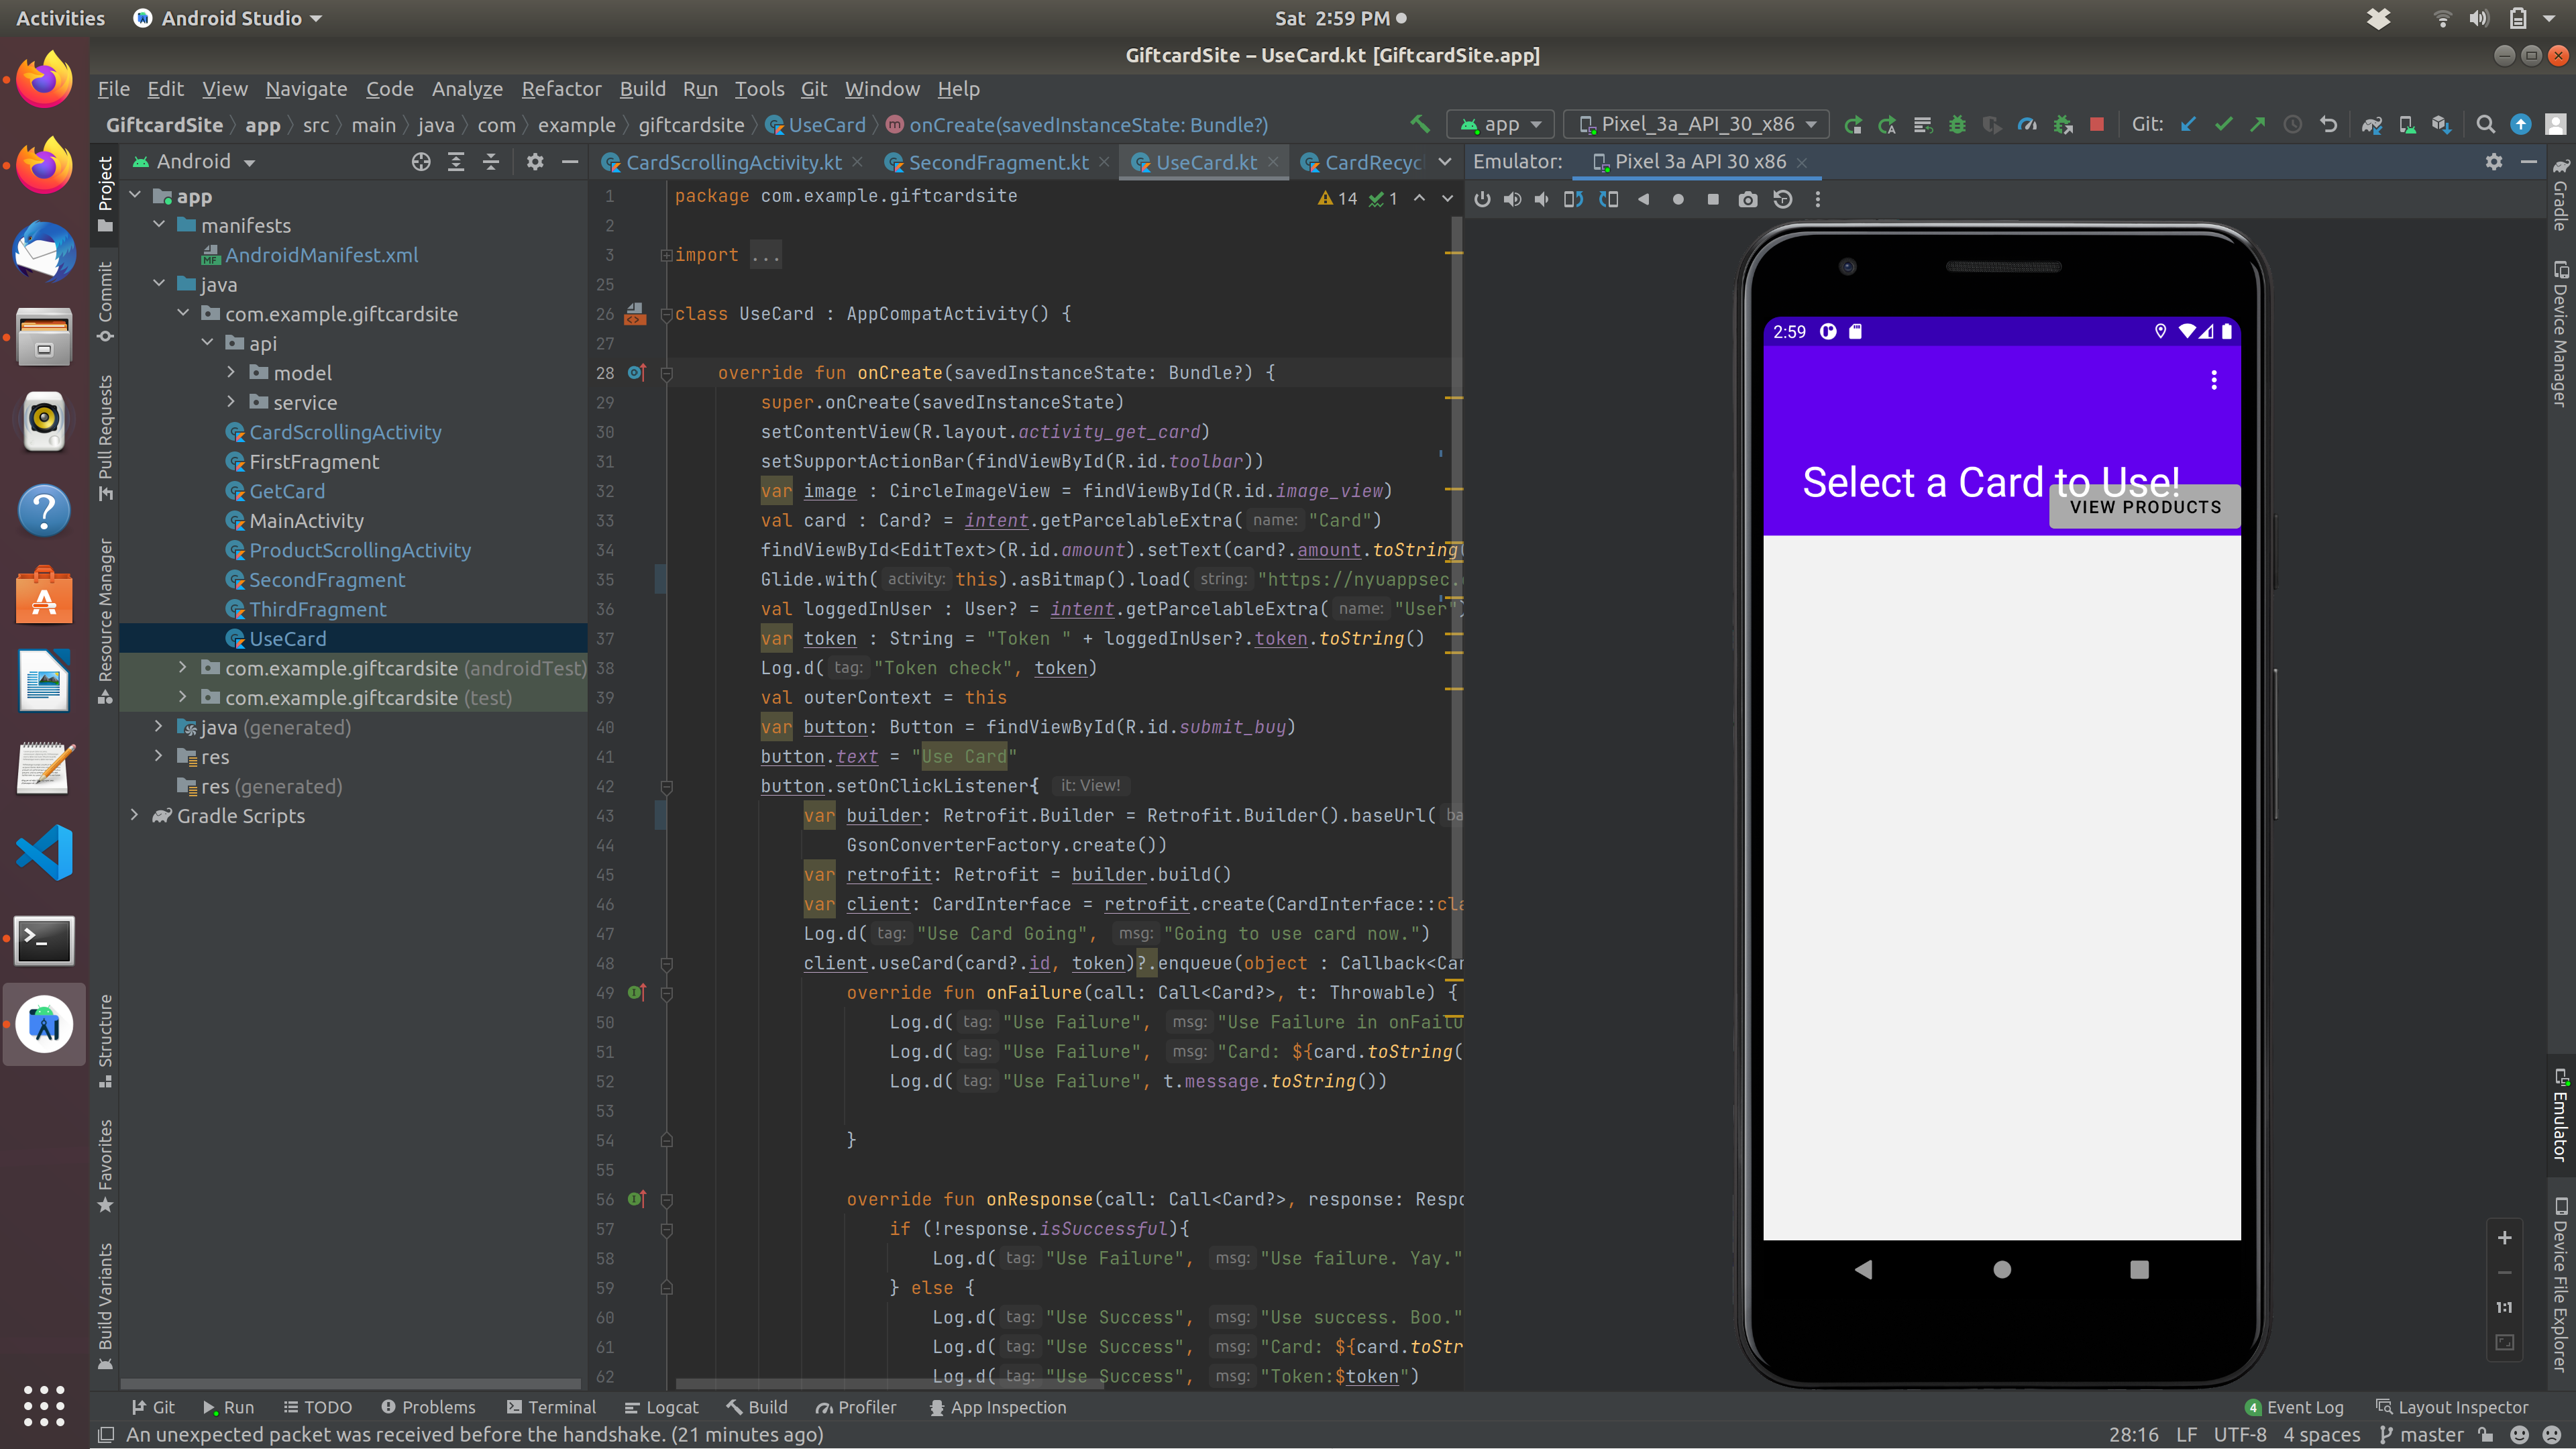 Activities
Android Studio
Sat 2:59 PM
GiftcardSite – UseCard.kt [GiftcardSite.app]
File Edit View Navigate Code Analyze Refactor Build Run Tools Git Window Help
GiftcardSite app src main java com example giftcardsite UseCard onCreate(savedInstanceState: Bundle?)
app
Pixel_3a_API_30_x86
Git:
Android
CardScrollingActivity.kt
SecondFragment.kt
UseCard.kt
CardRecyc
Emulator:
Pixel 3a API 30 x86
Project
Commit
Pull Requests
Resource Manager
Structure
Favorites
Build Variants
app
manifests
AndroidManifest.xml
java
com.example.giftcardsite
api
model
service
CardScrollingActivity
FirstFragment
GetCard
MainActivity
ProductScrollingActivity
SecondFragment
ThirdFragment
UseCard
com.example.giftcardsite (androidTest)
com.example.giftcardsite (test)
java (generated)
res
res (generated)
Gradle Scripts
14 1
1 package com.example.giftcardsite
2
3 import ...
25
26 class UseCard : AppCompatActivity() {
27
28 override fun onCreate(savedInstanceState: Bundle?) {
29 super.onCreate(savedInstanceState)
30 setContentView(R.layout.activity_get_card)
31 setSupportActionBar(findViewById(R.id.toolbar))
32 var image : CircleImageView = findViewById(R.id.image_view)
33 val card : Card? = intent.getParcelableExtra( name: "Card")
34 findViewById<EditText>(R.id.amount).setText(card?.amount.toString(
35 Glide.with( activity: this).asBitmap().load( string: "https://nyuappsec.
36 val loggedInUser : User? = intent.getParcelableExtra( name: "User")
37 var token : String = "Token " + loggedInUser?.token.toString()
38 Log.d( tag: "Token check", token)
39 val outerContext = this
40 var button: Button = findViewById(R.id.submit_buy)
41 button.text = "Use Card"
42 button.setOnClickListener{ it: View!
43 var builder: Retrofit.Builder = Retrofit.Builder().baseUrl( ba
44 GsonConverterFactory.create())
45 var retrofit: Retrofit = builder.build()
46 var client: CardInterface = retrofit.create(CardInterface::cla
47 Log.d( tag: "Use Card Going", msg: "Going to use card now.")
48 client.useCard(card?.id, token)?.enqueue(object : Callback<Car
49 override fun onFailure(call: Call<Card?>, t: Throwable) {
50 Log.d( tag: "Use Failure", msg: "Use Failure in onFailu
51 Log.d( tag: "Use Failure", msg: "Card: ${card.toString(
52 Log.d( tag: "Use Failure", t.message.toString())
53
54 }
55
56 override fun onResponse(call: Call<Card?>, response: Respo
57 if (!response.isSuccessful){
58 Log.d( tag: "Use Failure", msg: "Use failure. Yay."
59 } else {
60 Log.d( tag: "Use Success", msg: "Use success. Boo."
61 Log.d( tag: "Use Success", msg: "Card: ${card.toStr
62 Log.d( tag: "Use Success", msg: "Token:$token")
2:59
Select a Card to Use!
VIEW PRODUCTS
1:1
Gradle
Device Manager
Emulator
Device File Explorer
Git Run TODO Problems Terminal Logcat Build Profiler App Inspection
4 Event Log Layout Inspector
An unexpected packet was received before the handshake. (21 minutes ago)
28:16 LF UTF-8 4 spaces master